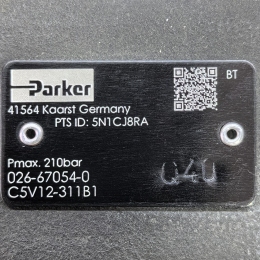 Parker
BT
41564 Kaarst Germany
PTS ID: 5N1CJ8RA
Pmax. 210bar
026-67054-0
C5V12-311B1